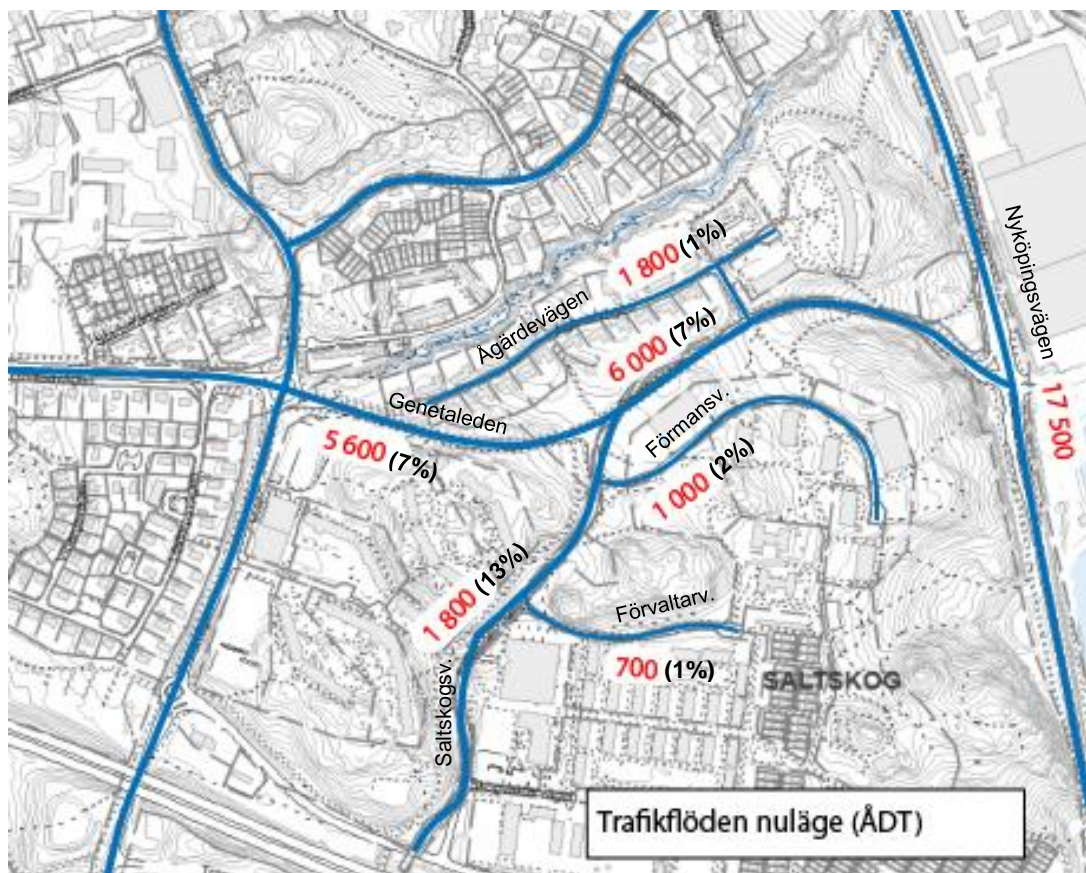 1 800 (1%)
Nyköpingsvägen
Ågärdevägen
6 000 (7%)
Genetaleden
Förmansv.
17 500
5 600 (7%)
1 000 (2%)
1 800 (13%)
Förvaltarv.
700 (1%)
SALTSKOG
Saltskogsv.
Trafikflöden nuläge (ÅDT)